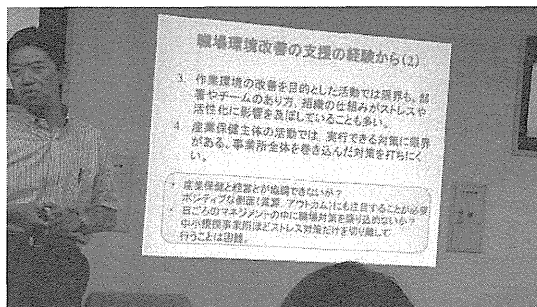 職場環境改善の支援の経験から(2)
3. 作業環境の改善を目的とした活動では限界も。部
署やチームのあり方、組織の仕組みがストレスや
活性化に影響を及ぼしていることも多い。
4. 産業保健主体の活動では、実行できる対策に限界
がある。事業所全体を巻き込んだ対策を打ちにく
い。
・ 産業保健と経営とが協調できないか?
ポジティブな側面(資源、アウトカム)にも注目することが必要
・ 日ごろのマネジメントの中に職場対策を盛り込めないか?
中小規模事業所ほどストレス対策だけを切り離して
行うことは困難。